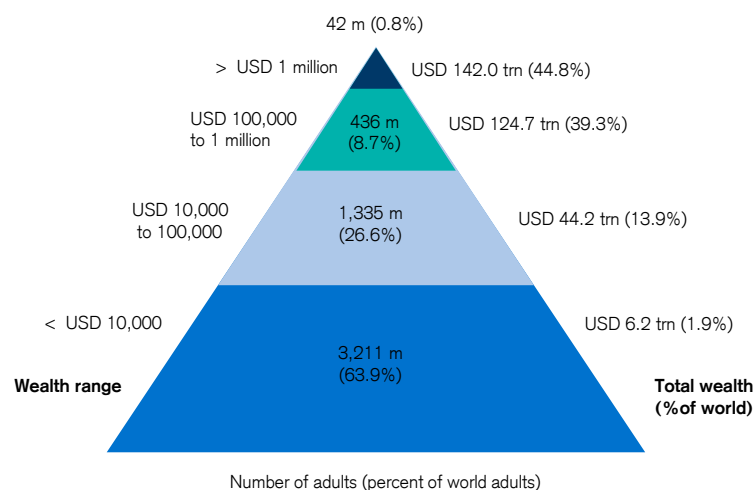 42 m (0.8%)
> USD 1 million
USD 142.0 trn (44.8%)
USD 100,000
to 1 million
436 m
(8.7%)
USD 124.7 trn (39.3%)
USD 10,000
to 100,000
1,335 m
(26.6%)
USD 44.2 trn (13.9%)
< USD 10,000
3,211 m
(63.9%)
USD 6.2 trn (1.9%)
Wealth range
Total wealth
(%of world)
Number of adults (percent of world adults)